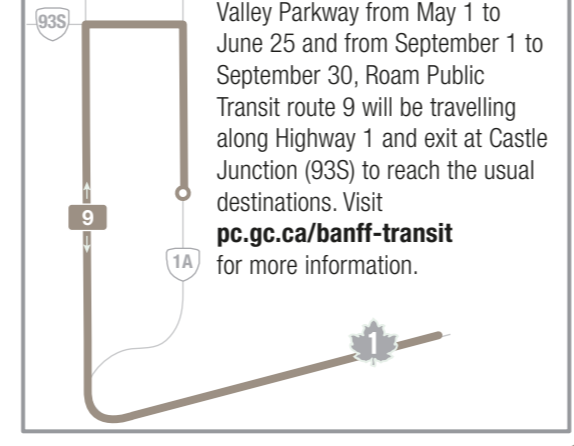 93S
Valley Parkway from May 1 to
June 25 and from September 1 to
September 30, Roam Public
Transit route 9 will be travelling
along Highway 1 and exit at Castle
Junction (93S) to reach the usual
destinations. Visit
pc.gc.ca/banff-transit
for more information.
9
1A
1